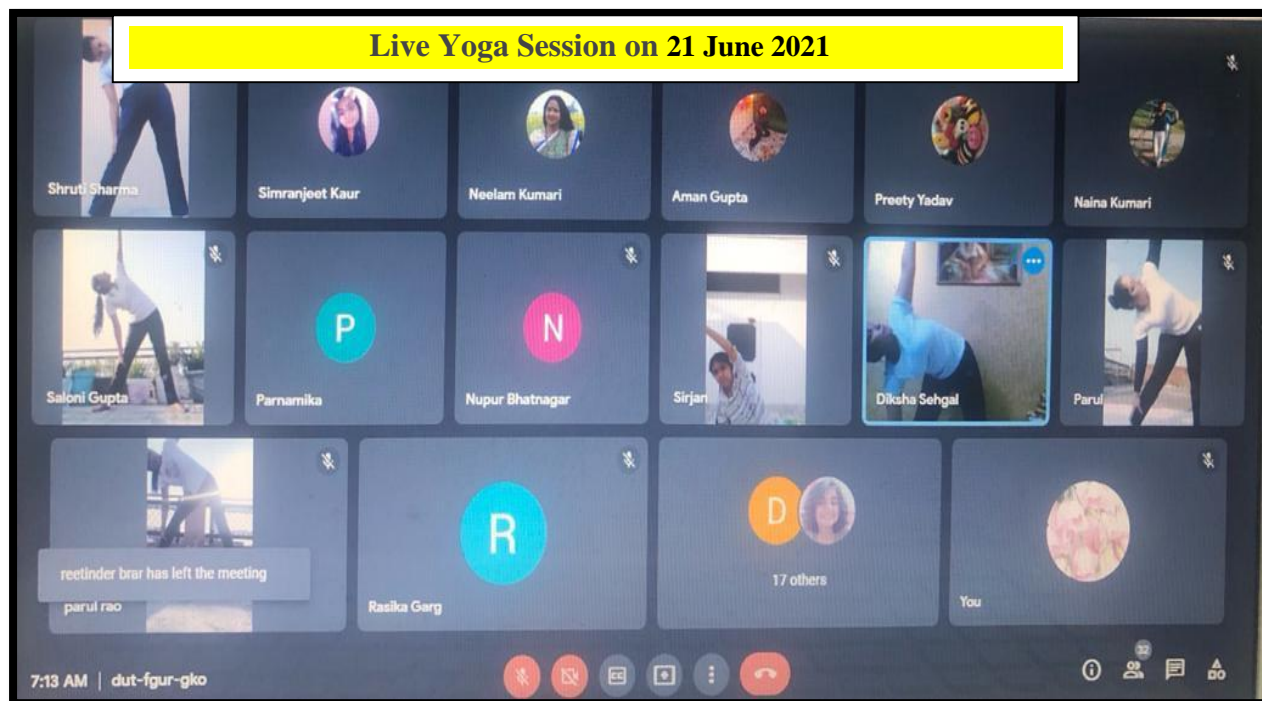 Live Yoga Session on 21 June 2021
Shruti Sharma
Simranjeet Kaur
Neelam Kumari
Aman Gupta
Preety Yadav
Naina Kumari
Saloni Gupta
P
Parnamika
N
Nupur Bhatnagar
Sirjan
Diksha Sehgal
Parul
reetinder brar has left the meeting
parul rao
R
Rasika Garg
D
17 others
You
7:13 AM | dut-fgur-gko
CC
32